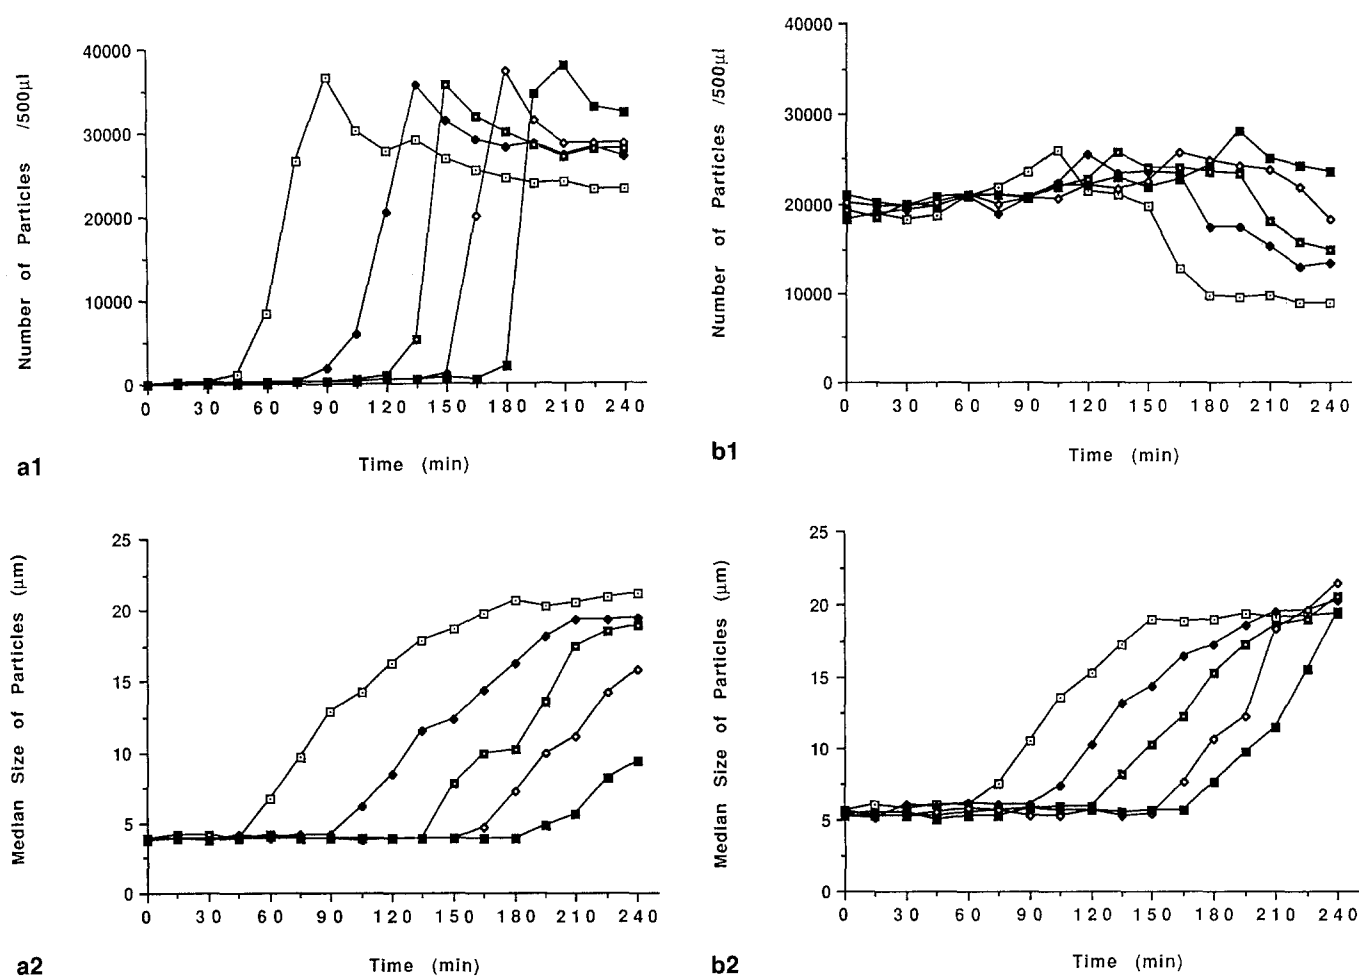 40000
30000
20000
10000
0
0 30 60 90 120 150 180 210 240
Number of Particles /500µl
Time (min)
a1
40000
30000
20000
10000
0
0 30 60 90 120 150 180 210 240
Number of Particles /500µl
Time (min)
b1
25
20
15
10
5
0
0 30 60 90 120 150 180 210 240
Median Size of Particles (µm)
Time (min)
a2
25
20
15
10
5
0
0 30 60 90 120 150 180 210 240
Median Size of Particles (µm)
Time (min)
b2